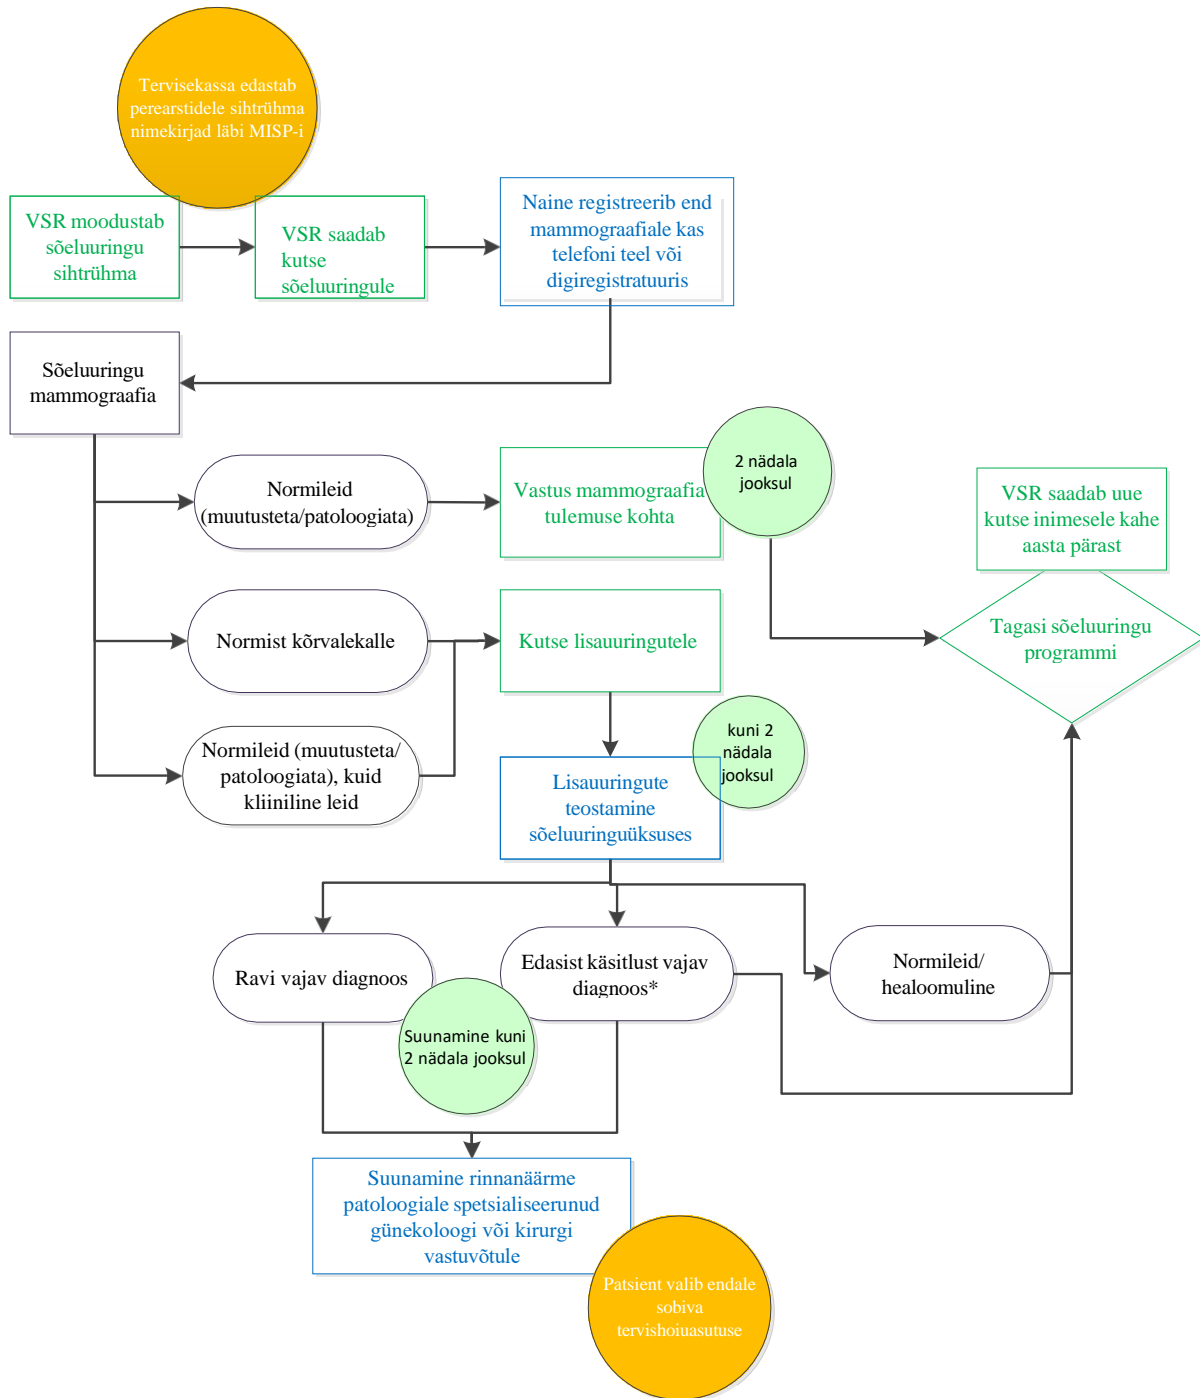 Tervisekassa edastab
perearstidele sihtrühma
nimekirjad läbi MISP-i
VSR moodustab
sõeluuringu
sihtrühma
VSR saadab
kutse
sõeluuringule
Naine registreerib end
mammograafiale kas
telefoni teel või
digiregistratuuris
Sõeluuringu
mammograafia
Normileid
(muutusteta/patoloogiata)
Vastus mammograafia
tulemuse kohta
2 nädala
jooksul
VSR saadab uue
kutse inimesele kahe
aasta pärast
Normist kõrvalekalle
Kutse lisauuringutele
Tagasi sõeluuringu
programmi
Normileid (muutusteta/
patoloogiata), kuid
kliiniline leid
kuni 2
nädala
jooksul
Lisauuringute
teostamine
sõeluuringuüksuses
Ravi vajav diagnoos
Edasist käsitlust vajav
diagnoos*
Normileid/
healoomuline
Suunamine kuni
2 nädala jooksul
Suunamine rinnanäärme
patoloogiale spetsialiseerunud
günekoloogi või kirurgi
vastuvõtule
Patsient valib endale
sobiva
tervishoiuasutuse